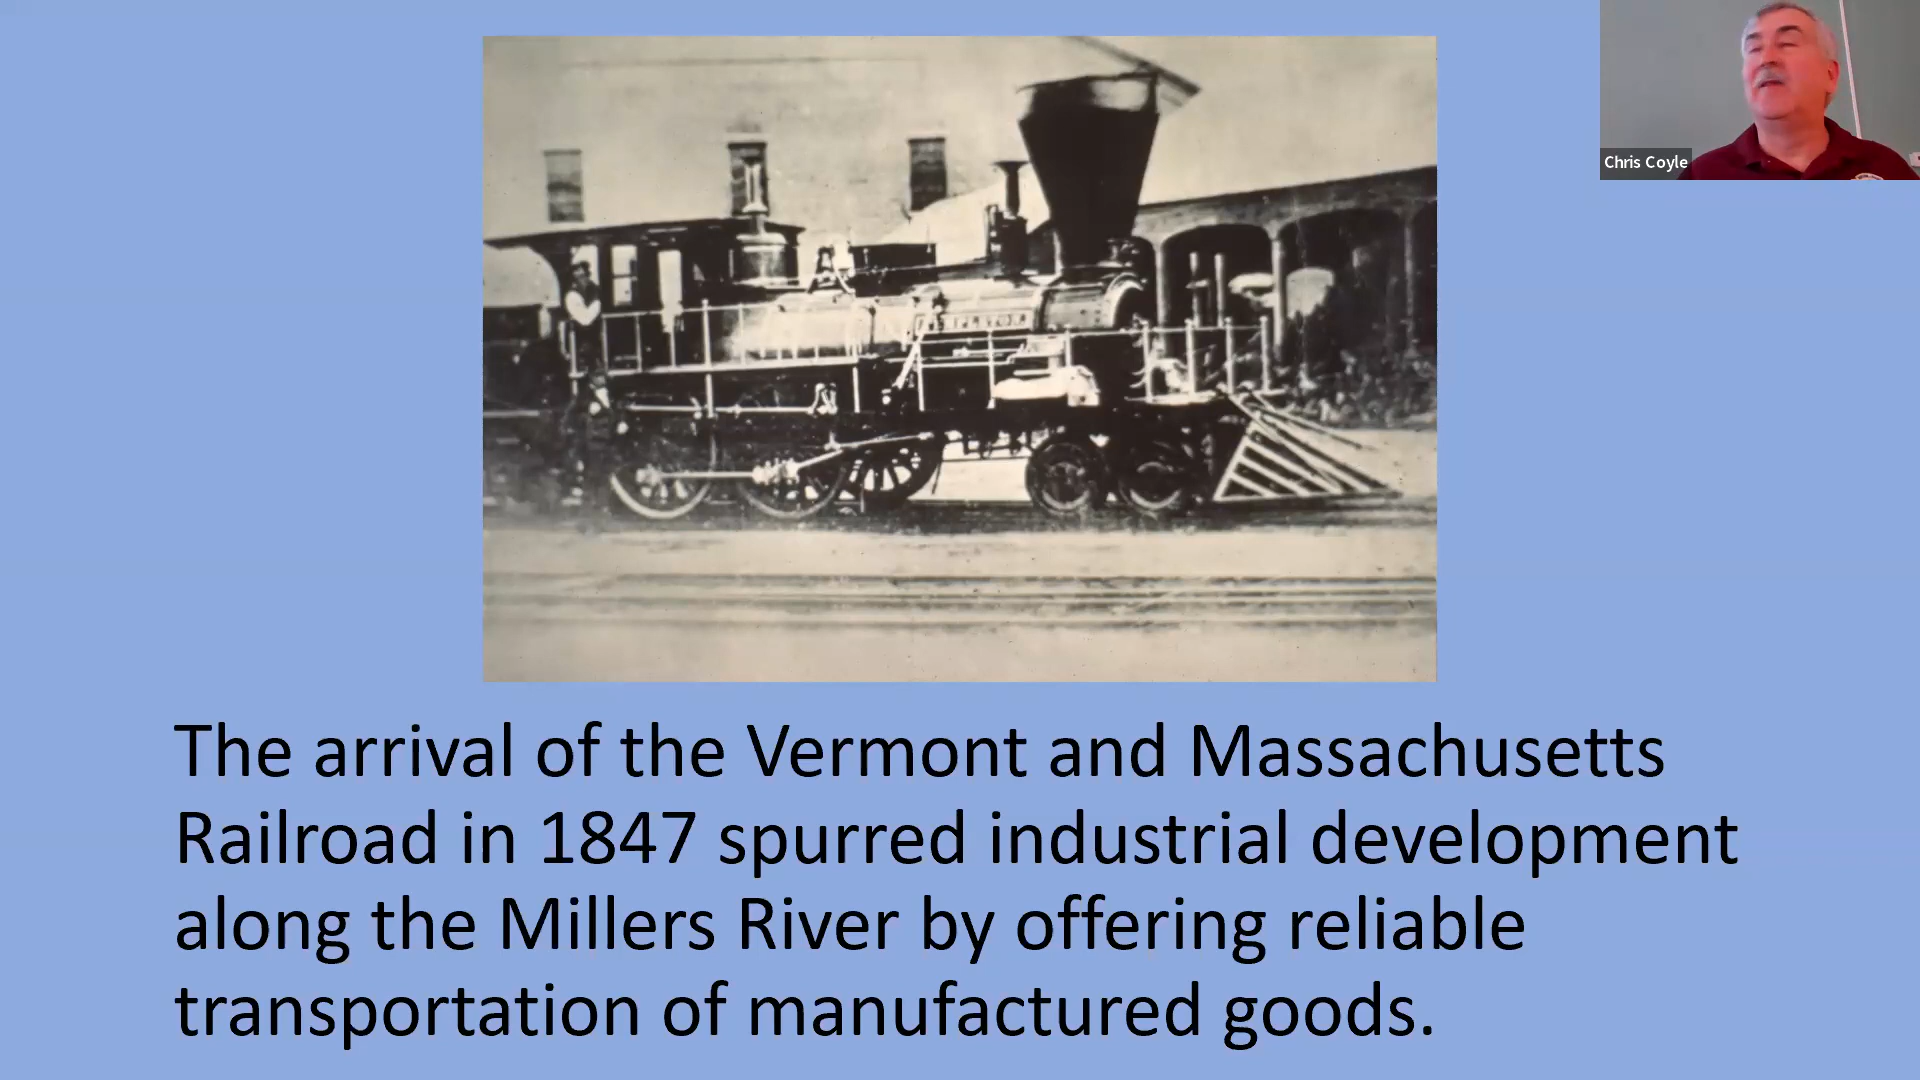 Chris Coyle
The arrival of the Vermont and Massachusetts
Railroad in 1847 spurred industrial development
along the Millers River by offering reliable
transportation of manufactured goods.